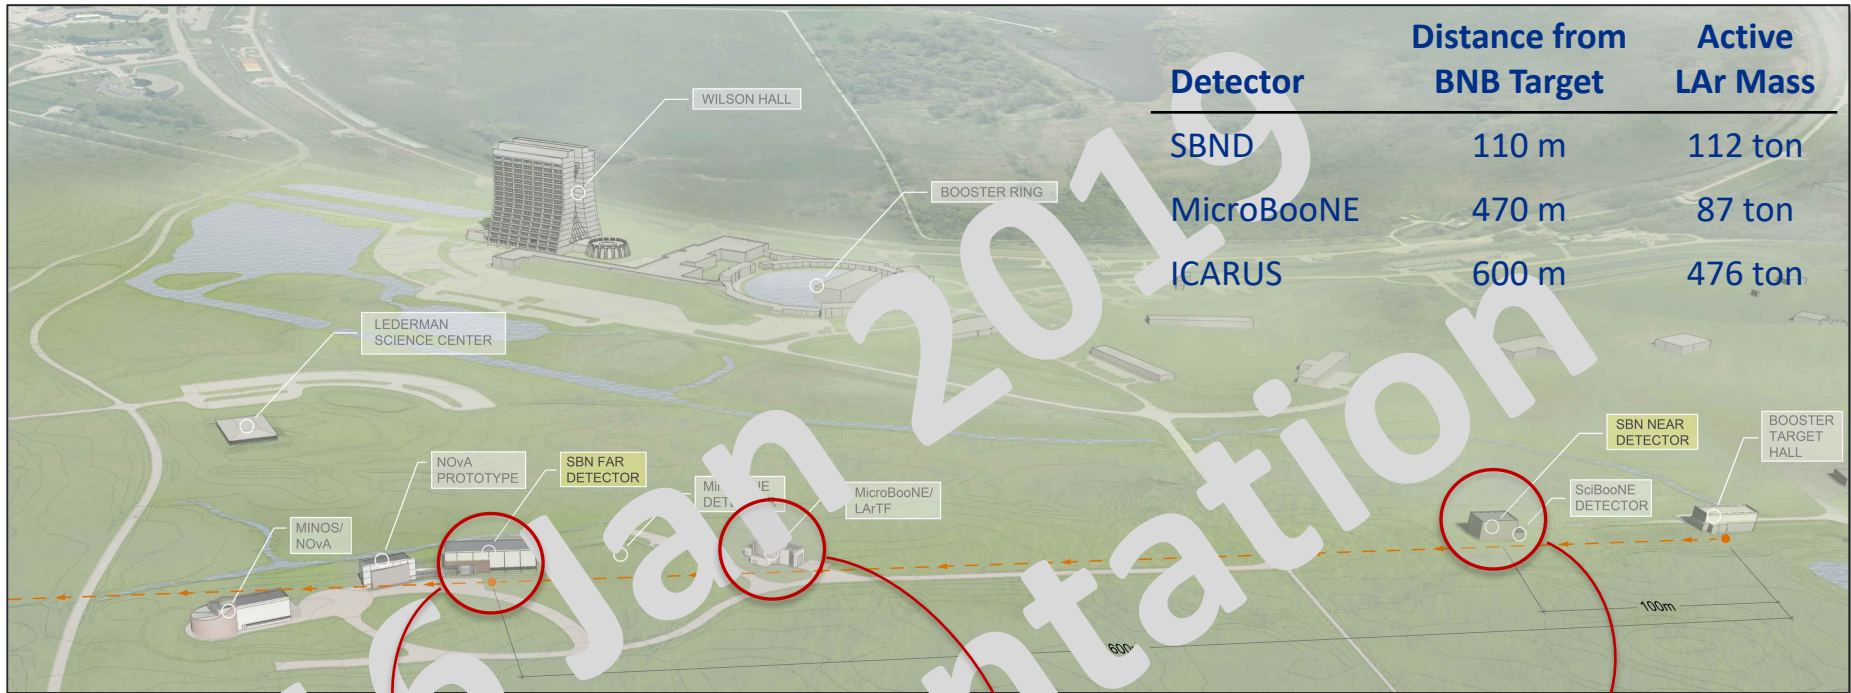 Distance from Active
Detector BNB Target LAr Mass
SBND 110 m 112 ton
MicroBooNE 470 m 87 ton
ICARUS 600 m 476 ton
WILSON HALL
BOOSTER RING
LEDERMAN
SCIENCE CENTER
NOvA
PROTOTYPE
SBN FAR
DETECTOR
MicroBooNE/
LArTF
SBN NEAR
DETECTOR
BOOSTER
TARGET
HALL
SciBooNE
DETECTOR
MINOS/
NOvA
100m
Jan 2019